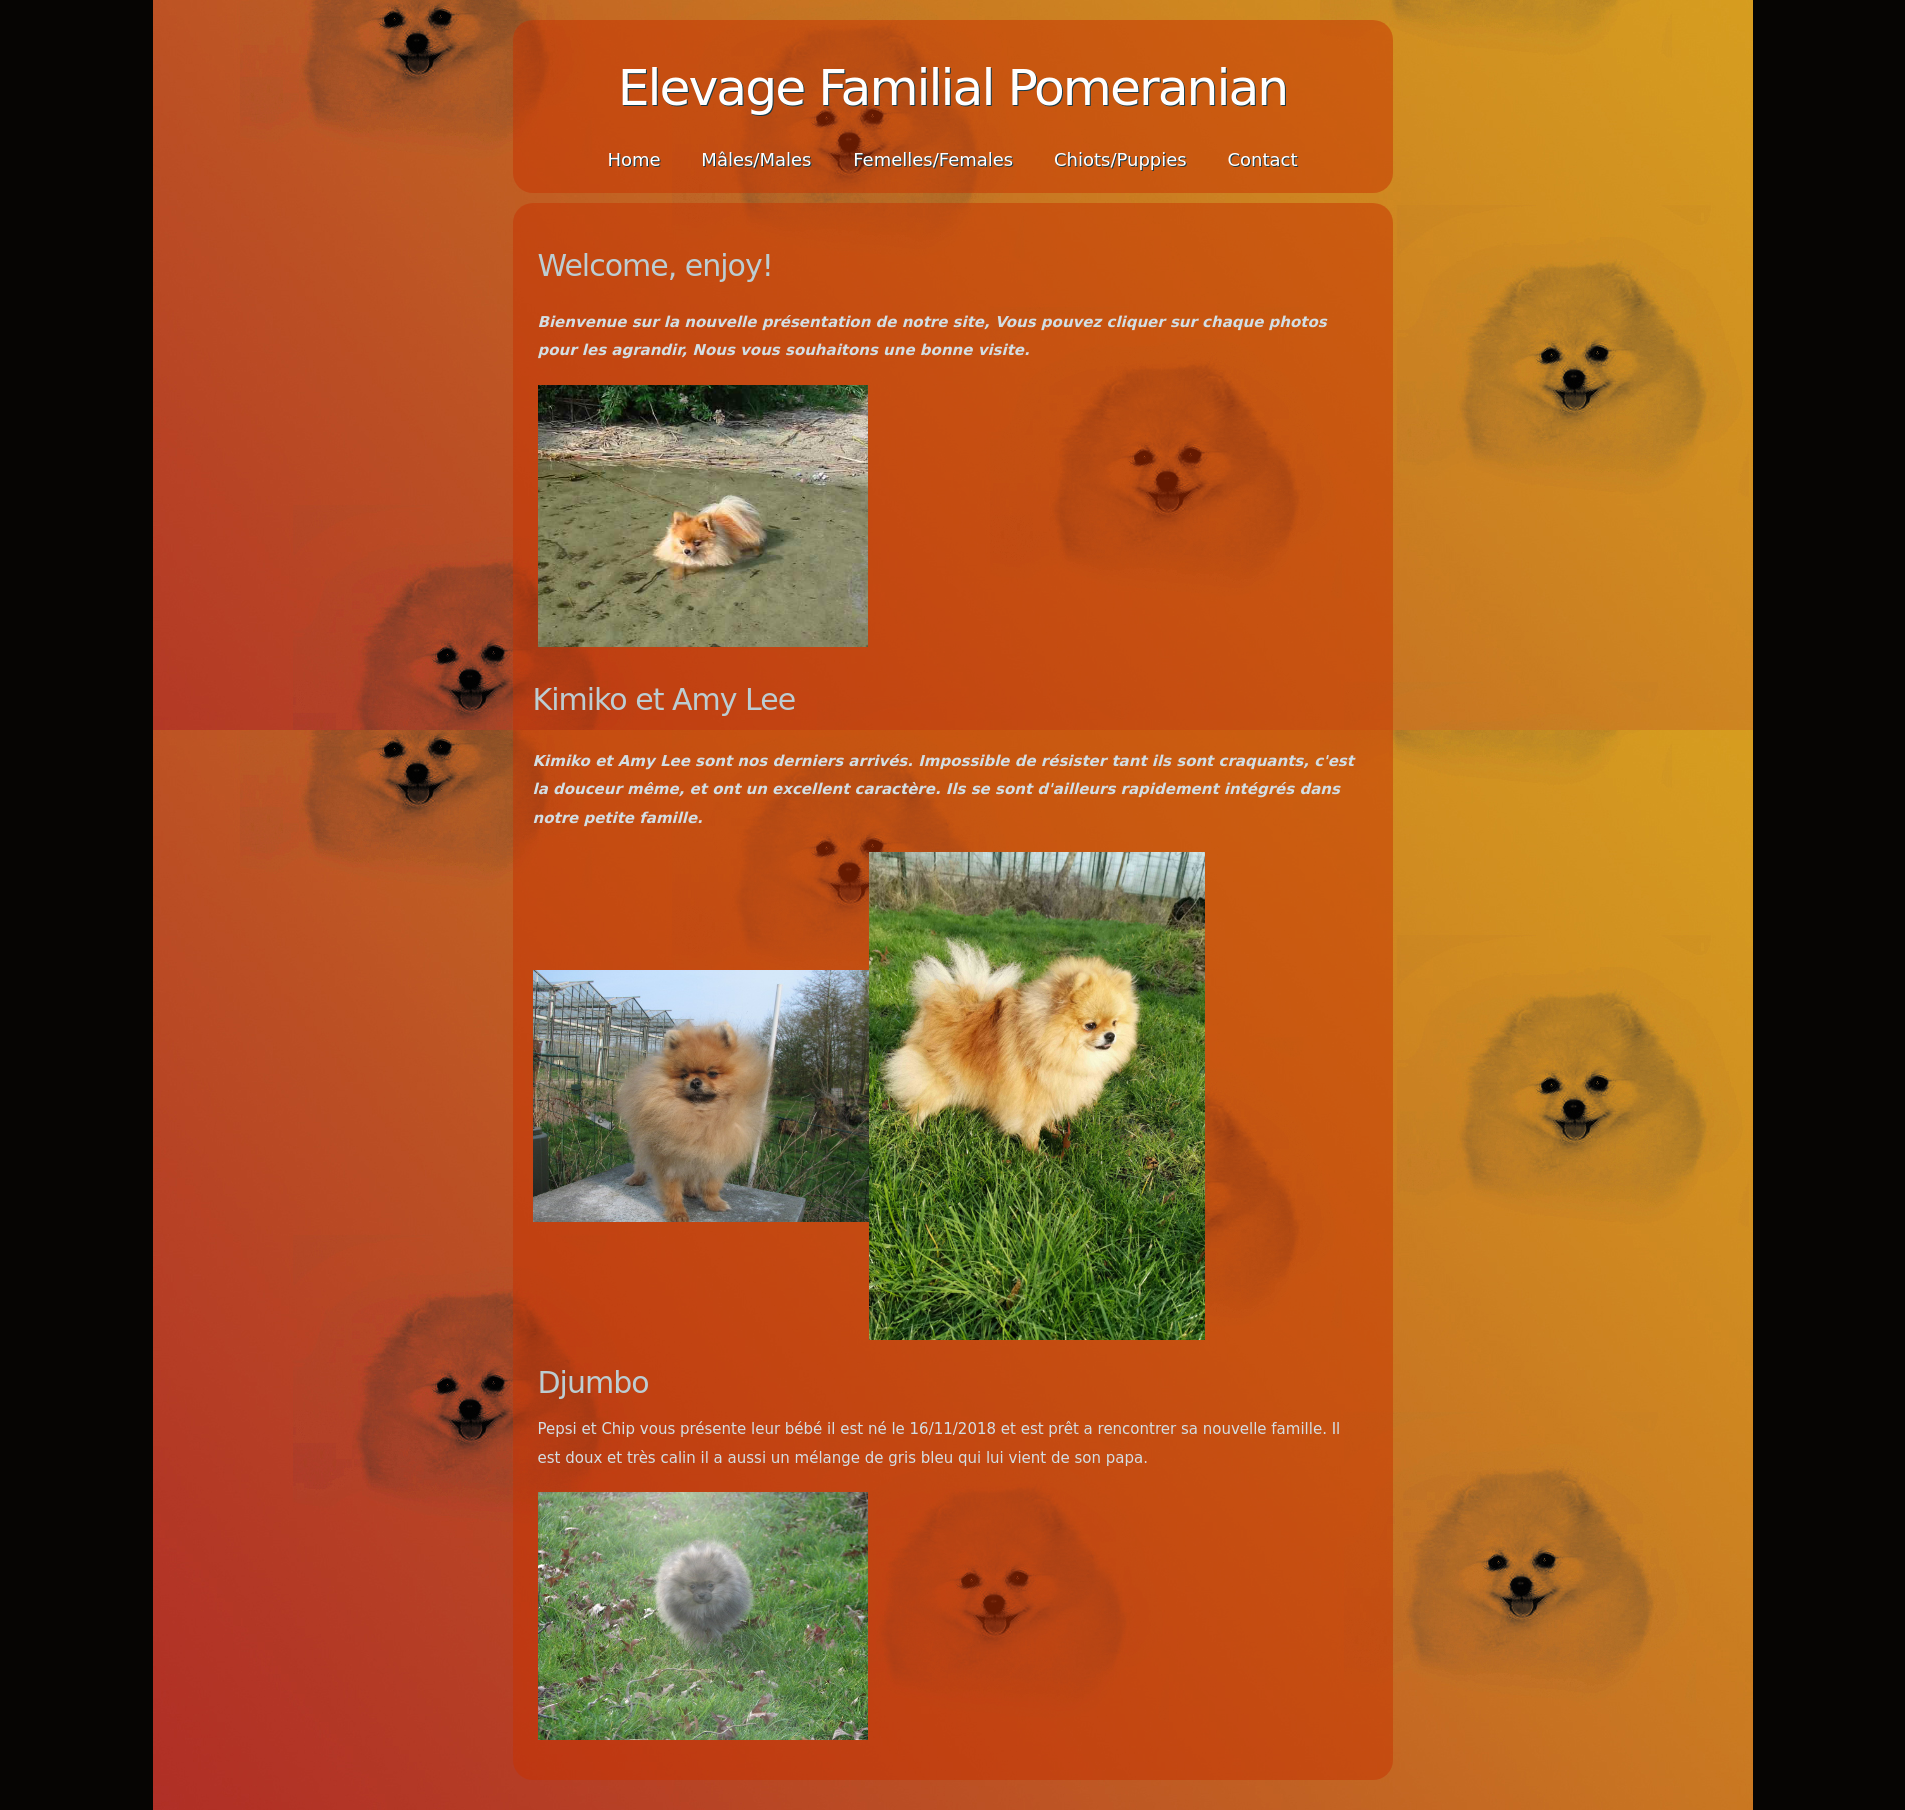 Elevage Familial Pomeranian
Home Mâles/Males Femelles/Females Chiots/Puppies Contact
Welcome, enjoy!
Bienvenue sur la nouvelle présentation de notre site, Vous pouvez cliquer sur chaque photos
pour les agrandir, Nous vous souhaitons une bonne visite.
Kimiko et Amy Lee
Kimiko et Amy Lee sont nos derniers arrivés. Impossible de résister tant ils sont craquants, c'est
la douceur même, et ont un excellent caractère. Ils se sont d'ailleurs rapidement intégrés dans
notre petite famille.
Djumbo
Pepsi et Chip vous présente leur bébé il est né le 16/11/2018 et est prêt a rencontrer sa nouvelle famille. Il
est doux et très calin il a aussi un mélange de gris bleu qui lui vient de son papa.